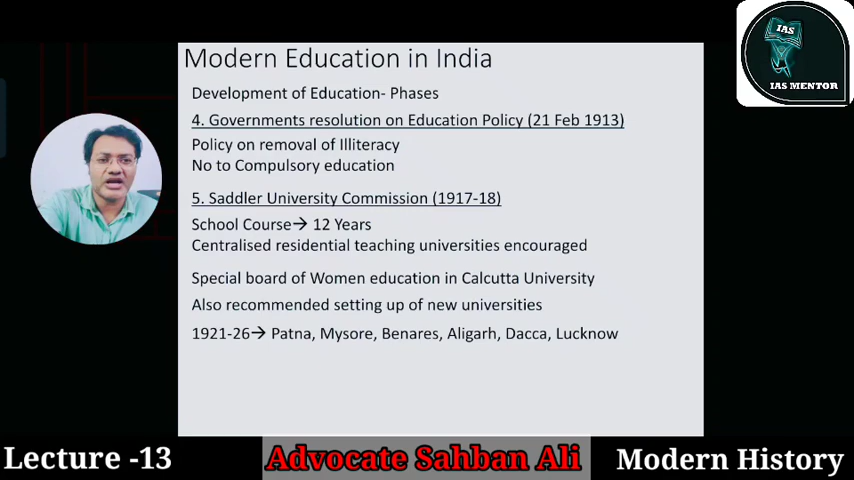 Modern Education in India
Development of Education- Phases
4. Governments resolution on Education Policy (21 Feb 1913)
Policy on removal of Illiteracy
No to Compulsory education
5. Saddler University Commission (1917-18)
School Course→ 12 Years
Centralised residential teaching universities encouraged
Special board of Women education in Calcutta University
Also recommended setting up of new universities
1921-26→ Patna, Mysore, Benares, Aligarh, Dacca, Lucknow
IAS
IAS MENTOR
Lecture -13
Advocate Sahban Ali
Modern History